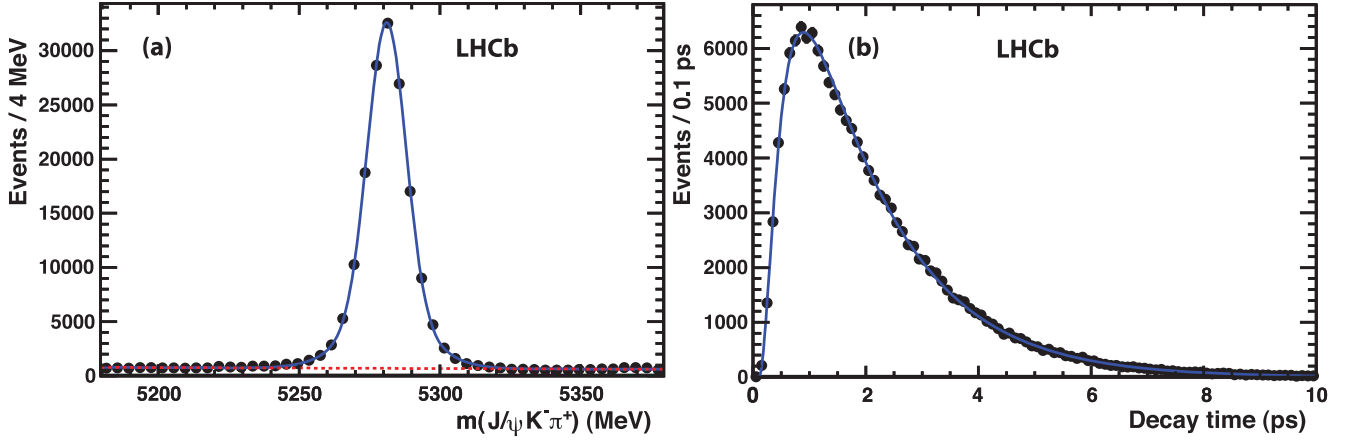 (a)
LHCb
Events / 4 MeV
30000
25000
20000
15000
10000
5000
0
5200 5250 5300 5350
m(J/ψ K⁻π⁺) (MeV)
(b)
LHCb
Events / 0.1 ps
6000
5000
4000
3000
2000
1000
0
0 2 4 6 8 10
Decay time (ps)